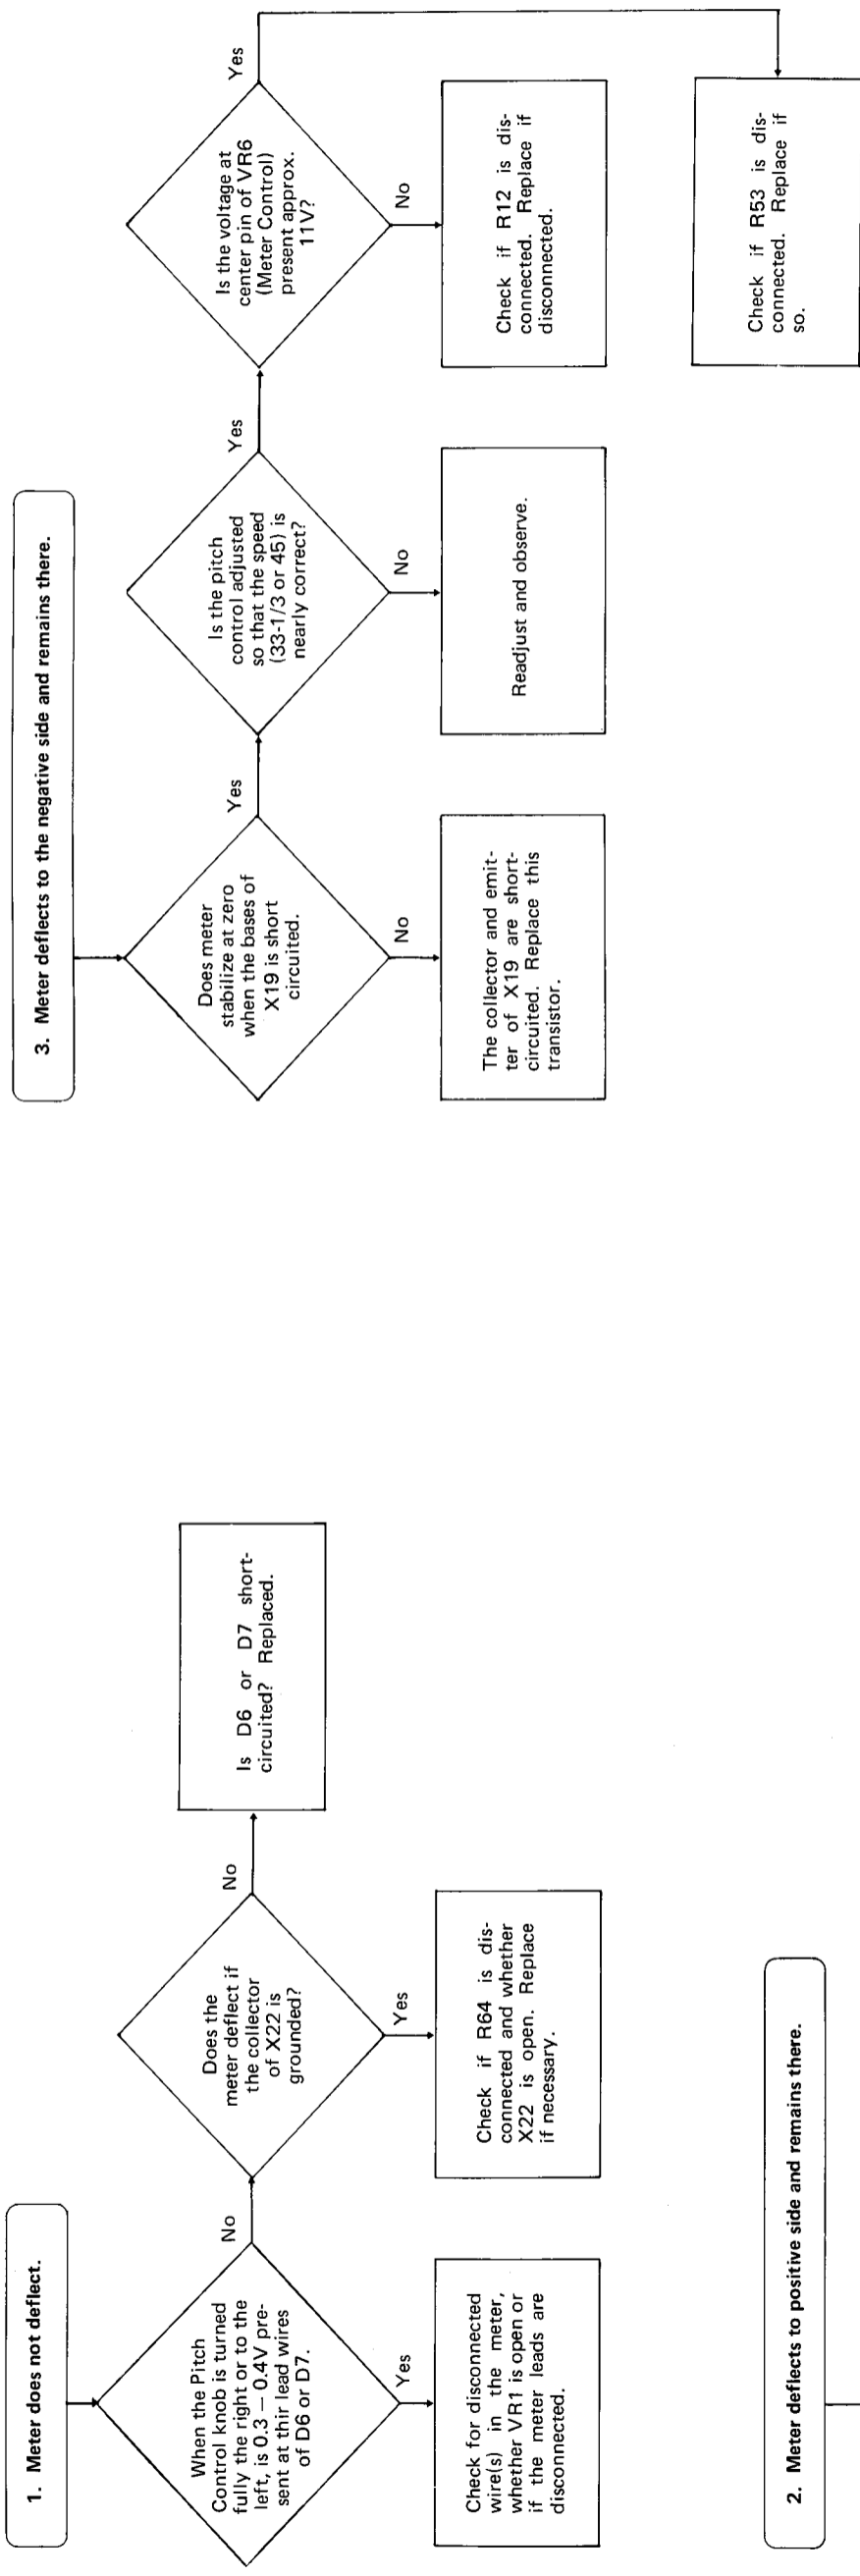 1. Meter does not deflect.
When the Pitch
Control knob is turned
fully the right or to the
left, is 0.3 – 0.4V pre-
sent at thir lead wires
of D6 or D7.
Yes
No
Check for disconnected
wire(s) in the meter,
whether VR1 is open or
if the meter leads are
disconnected.
Does the
meter deflect if
the collector
of X22 is
grounded?
Yes
No
Check if R64 is dis-
connected and whether
X22 is open. Replace
if necessary.
Is D6 or D7 short-
circuited? Replaced.
2. Meter deflects to positive side and remains there.
3. Meter deflects to the negative side and remains there.
Does meter
stabilize at zero
when the bases of
X19 is short
circuited.
Yes
No
The collector and emit-
ter of X19 are short-
circuited. Replace this
transistor.
Is the pitch
control adjusted
so that the speed
(33-1/3 or 45) is
nearly correct?
Yes
No
Readjust and observe.
Is the voltage at
center pin of VR6
(Meter Control)
present approx.
11V?
Yes
No
Check if R12 is dis-
connected. Replace if
disconnected.
Check if R53 is dis-
connected. Replace if
so.